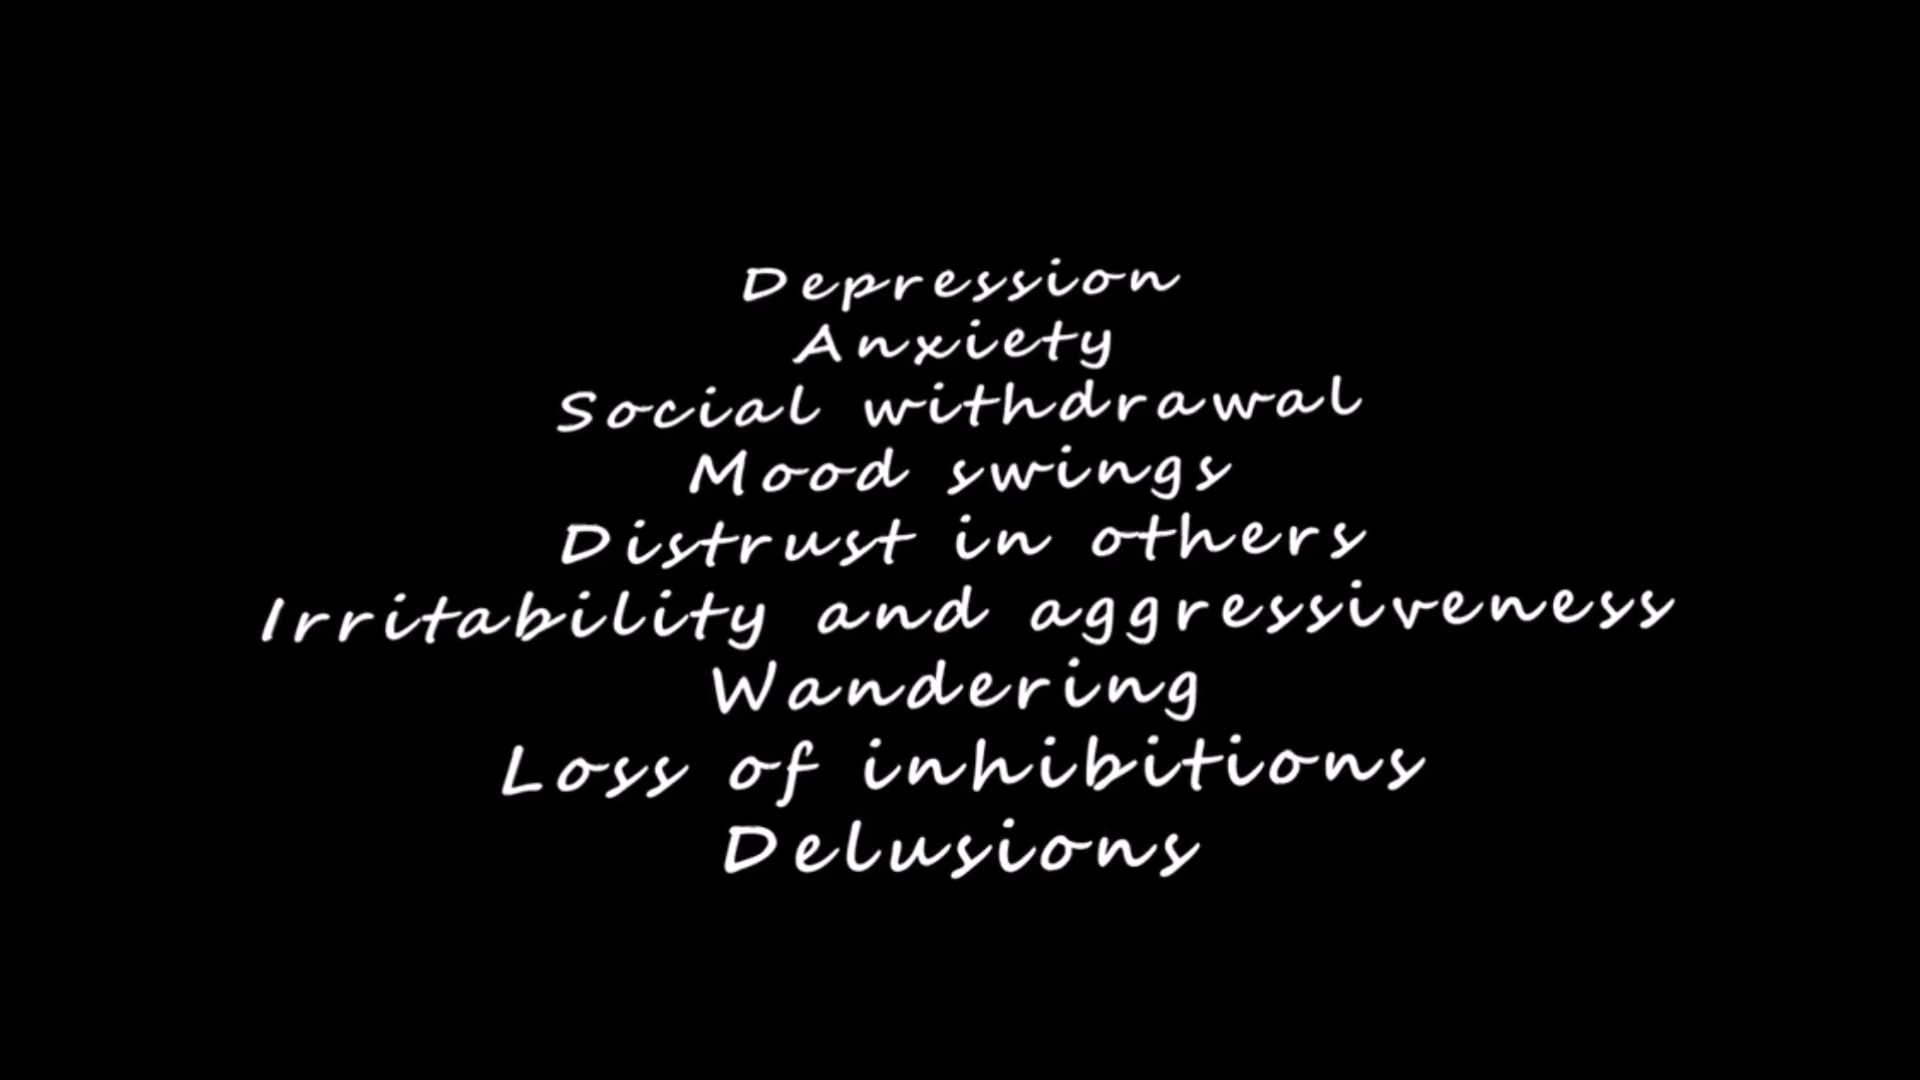 Depression
Anxiety
Social withdrawal
Mood swings
Distrust in others
Irritability and aggressiveness
Wandering
Loss of inhibitions
Delusions